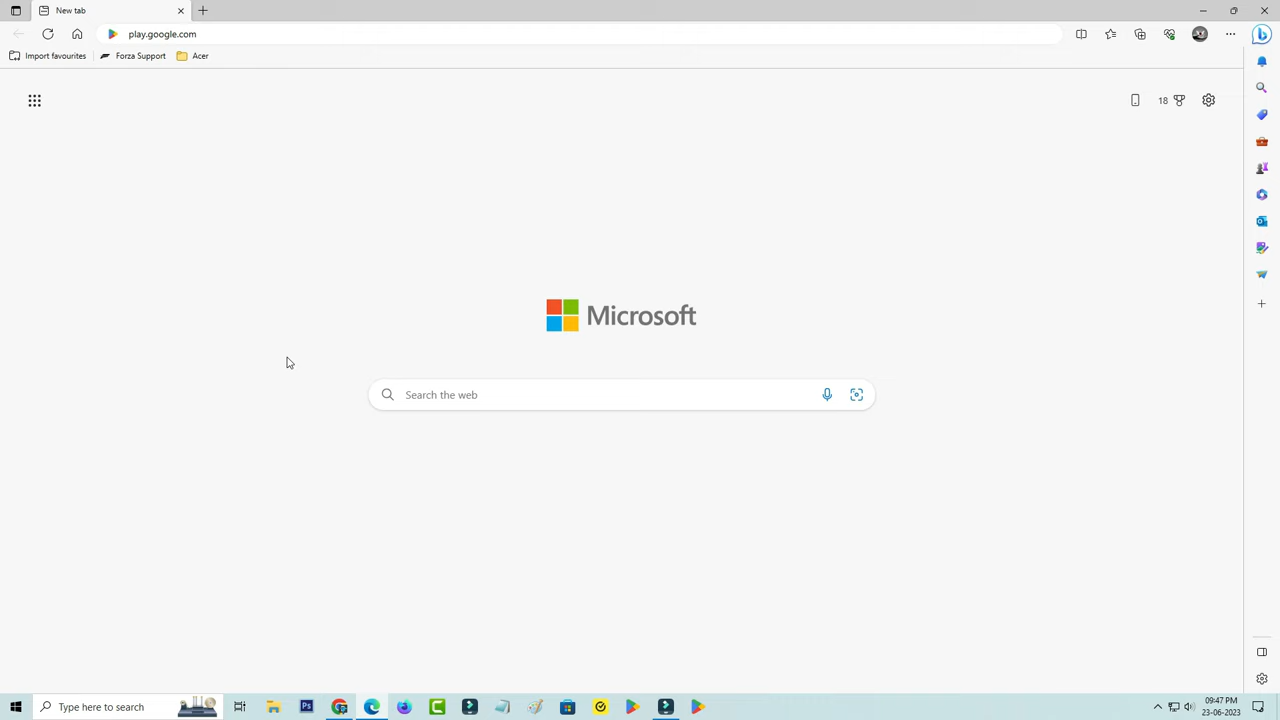 New tab
play.google.com
Import favourites
Forza Support
Acer
18
Microsoft
Search the web
Ps
Type here to search
09:47 PM
23-06-2023